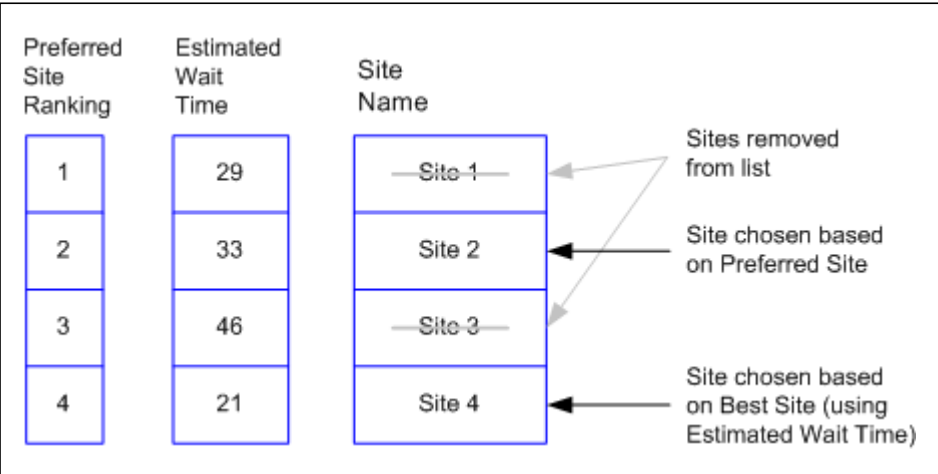 Preferred
Site
Ranking
Estimated
Wait
Time
Site
Name
1
29
Site 1
2
33
Site 2
3
46
Site 3
4
21
Site 4
Sites removed
from list
Site chosen based
on Preferred Site
Site chosen based
on Best Site (using
Estimated Wait Time)